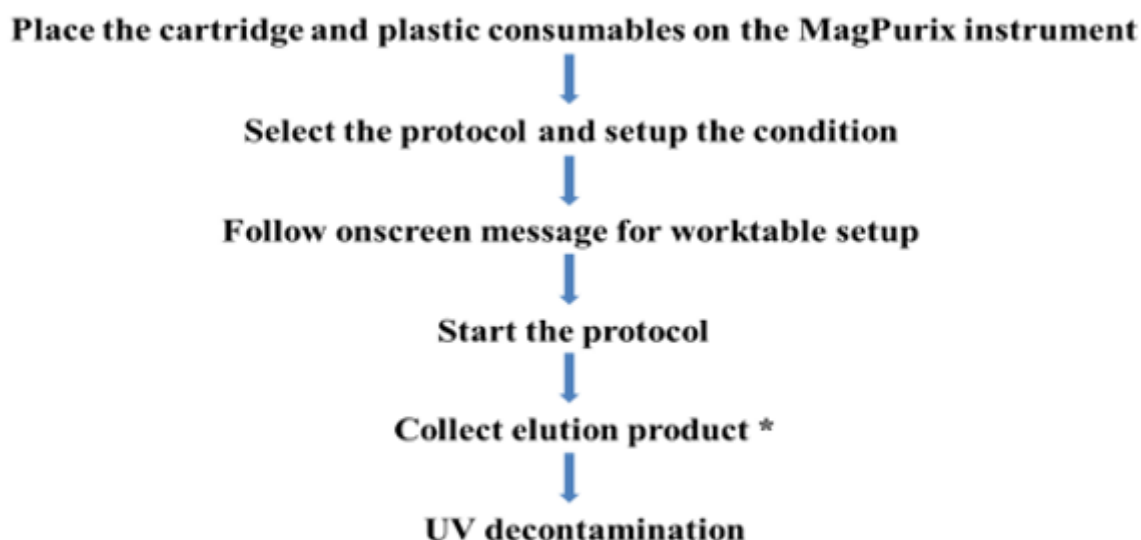 Place the cartridge and plastic consumables on the MagPurix instrument
Select the protocol and setup the condition
Follow onscreen message for worktable setup
Start the protocol
Collect elution product *
UV decontamination